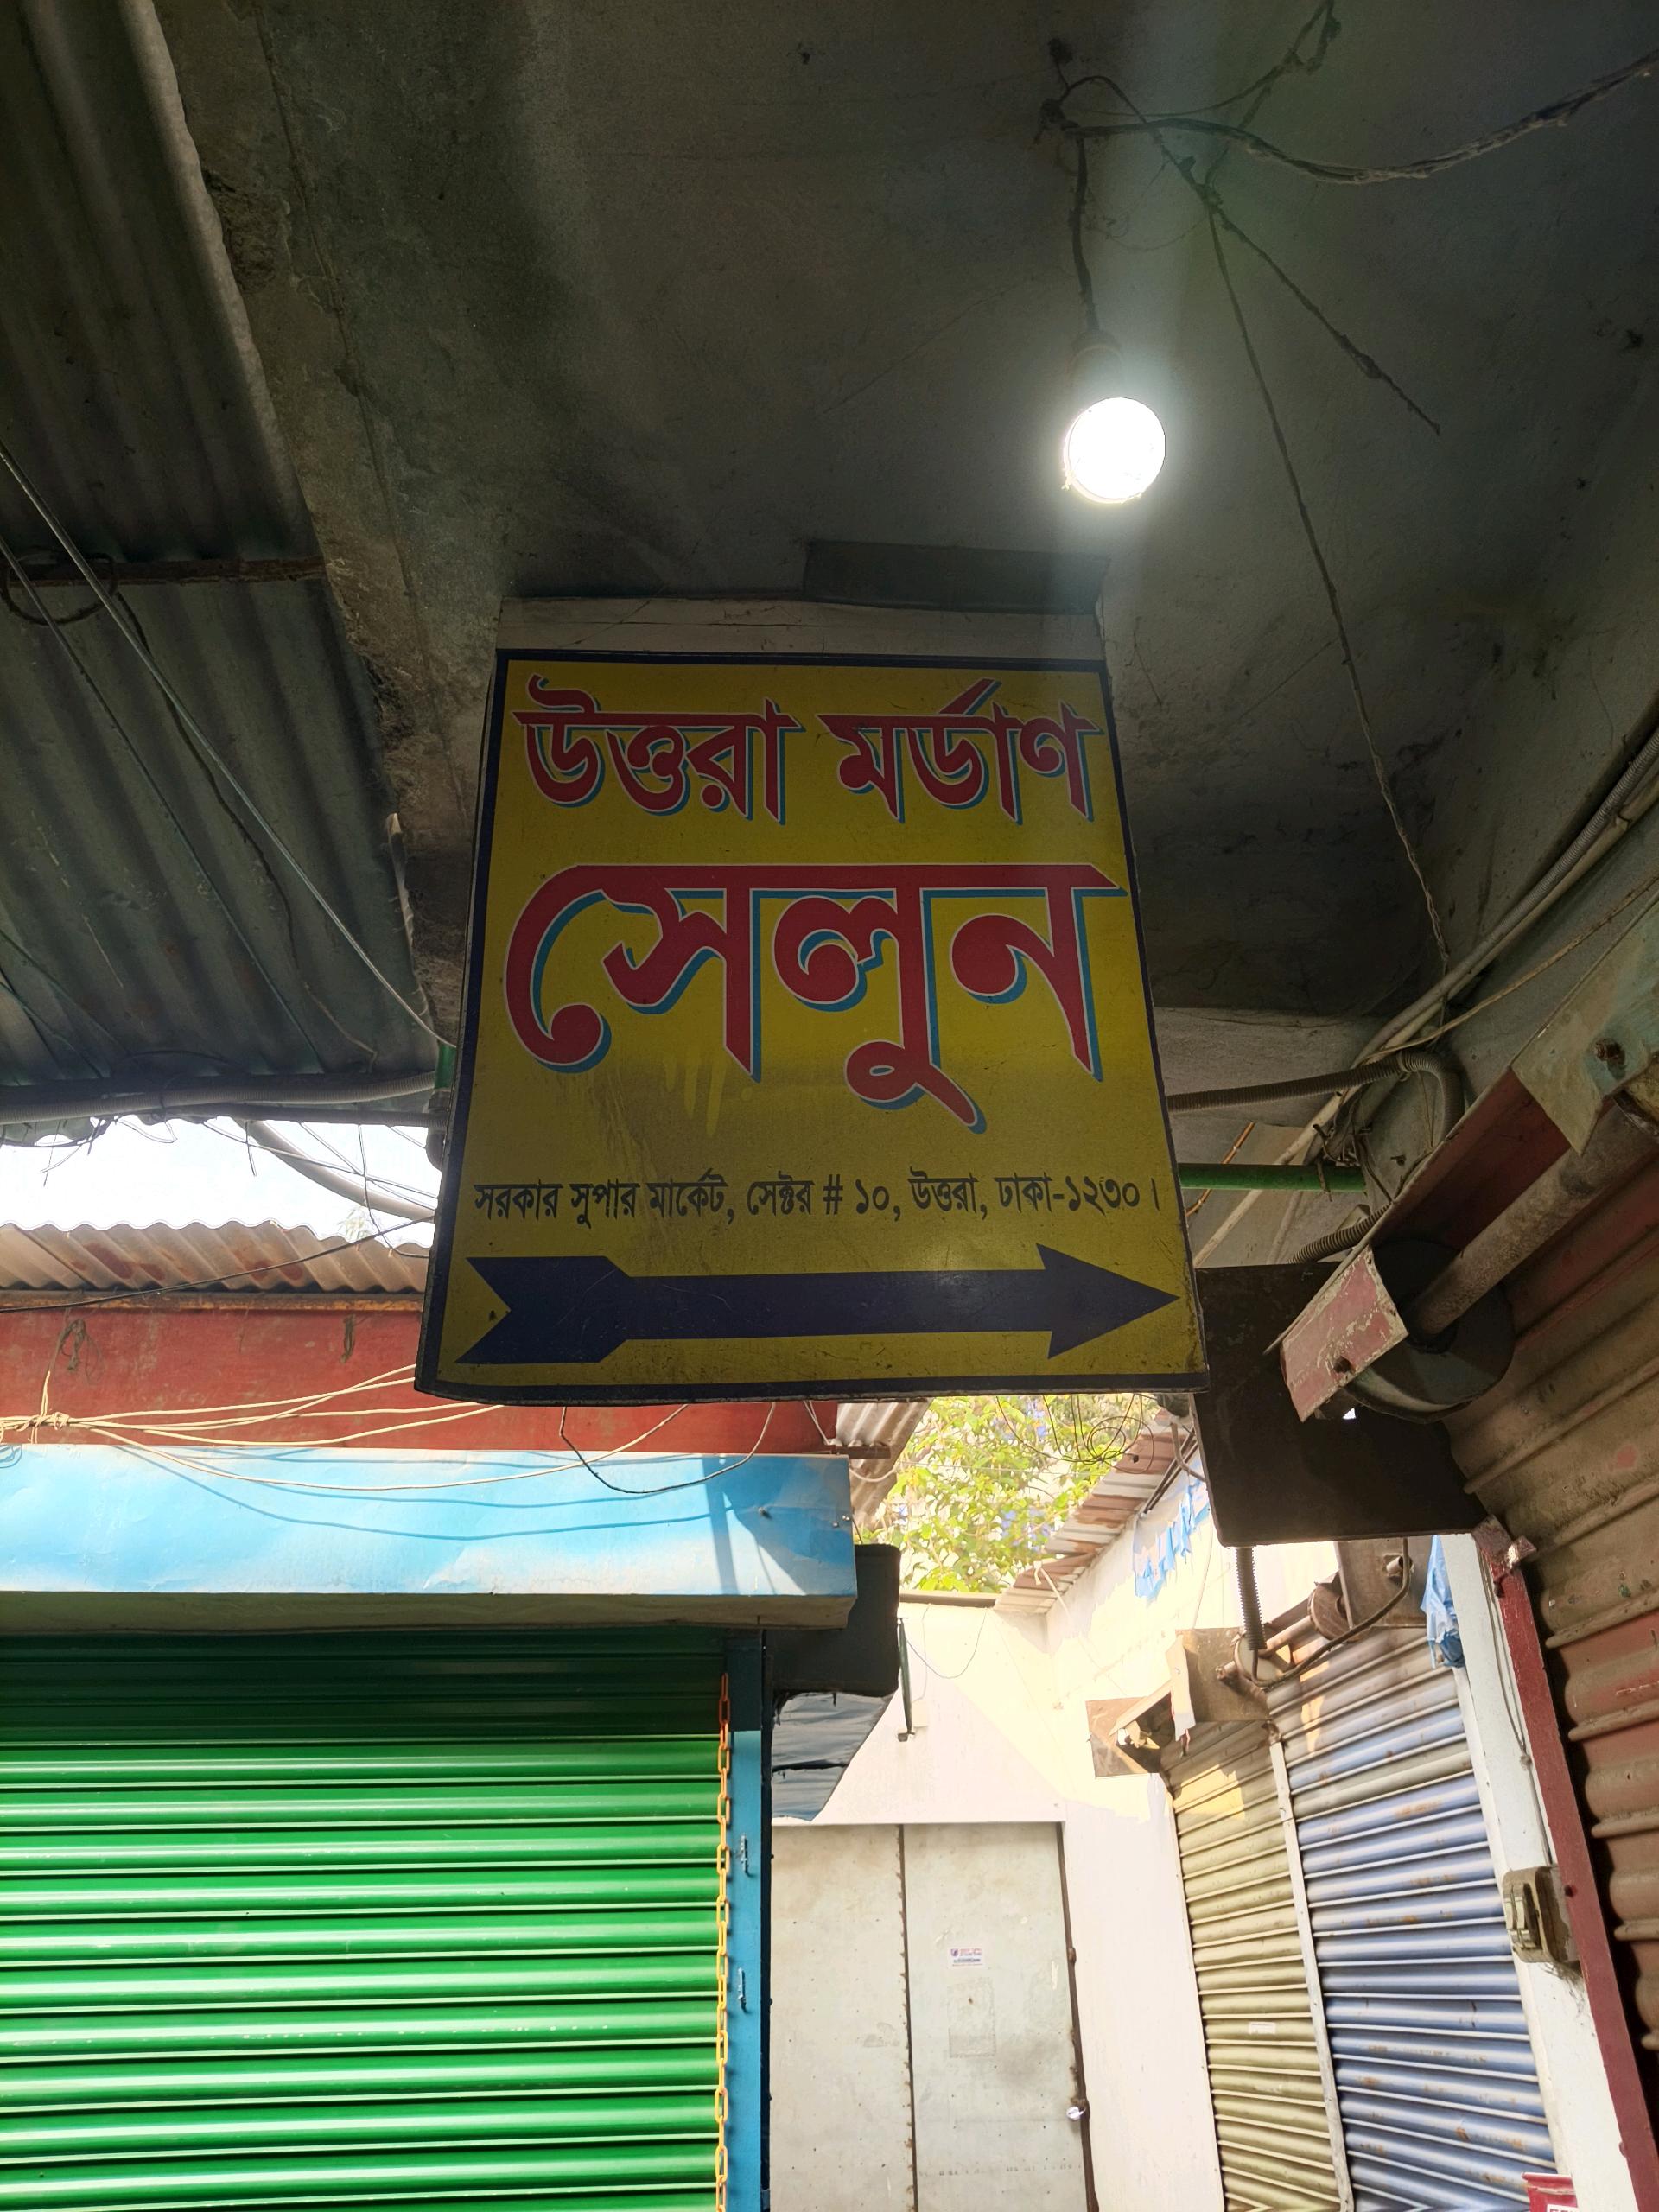 উত্তরা মর্ডাণ
সেলুন
সরকার সুপার মার্কেট, সেক্টর # ১০, উত্তরা, ঢাকা-১২৩০।